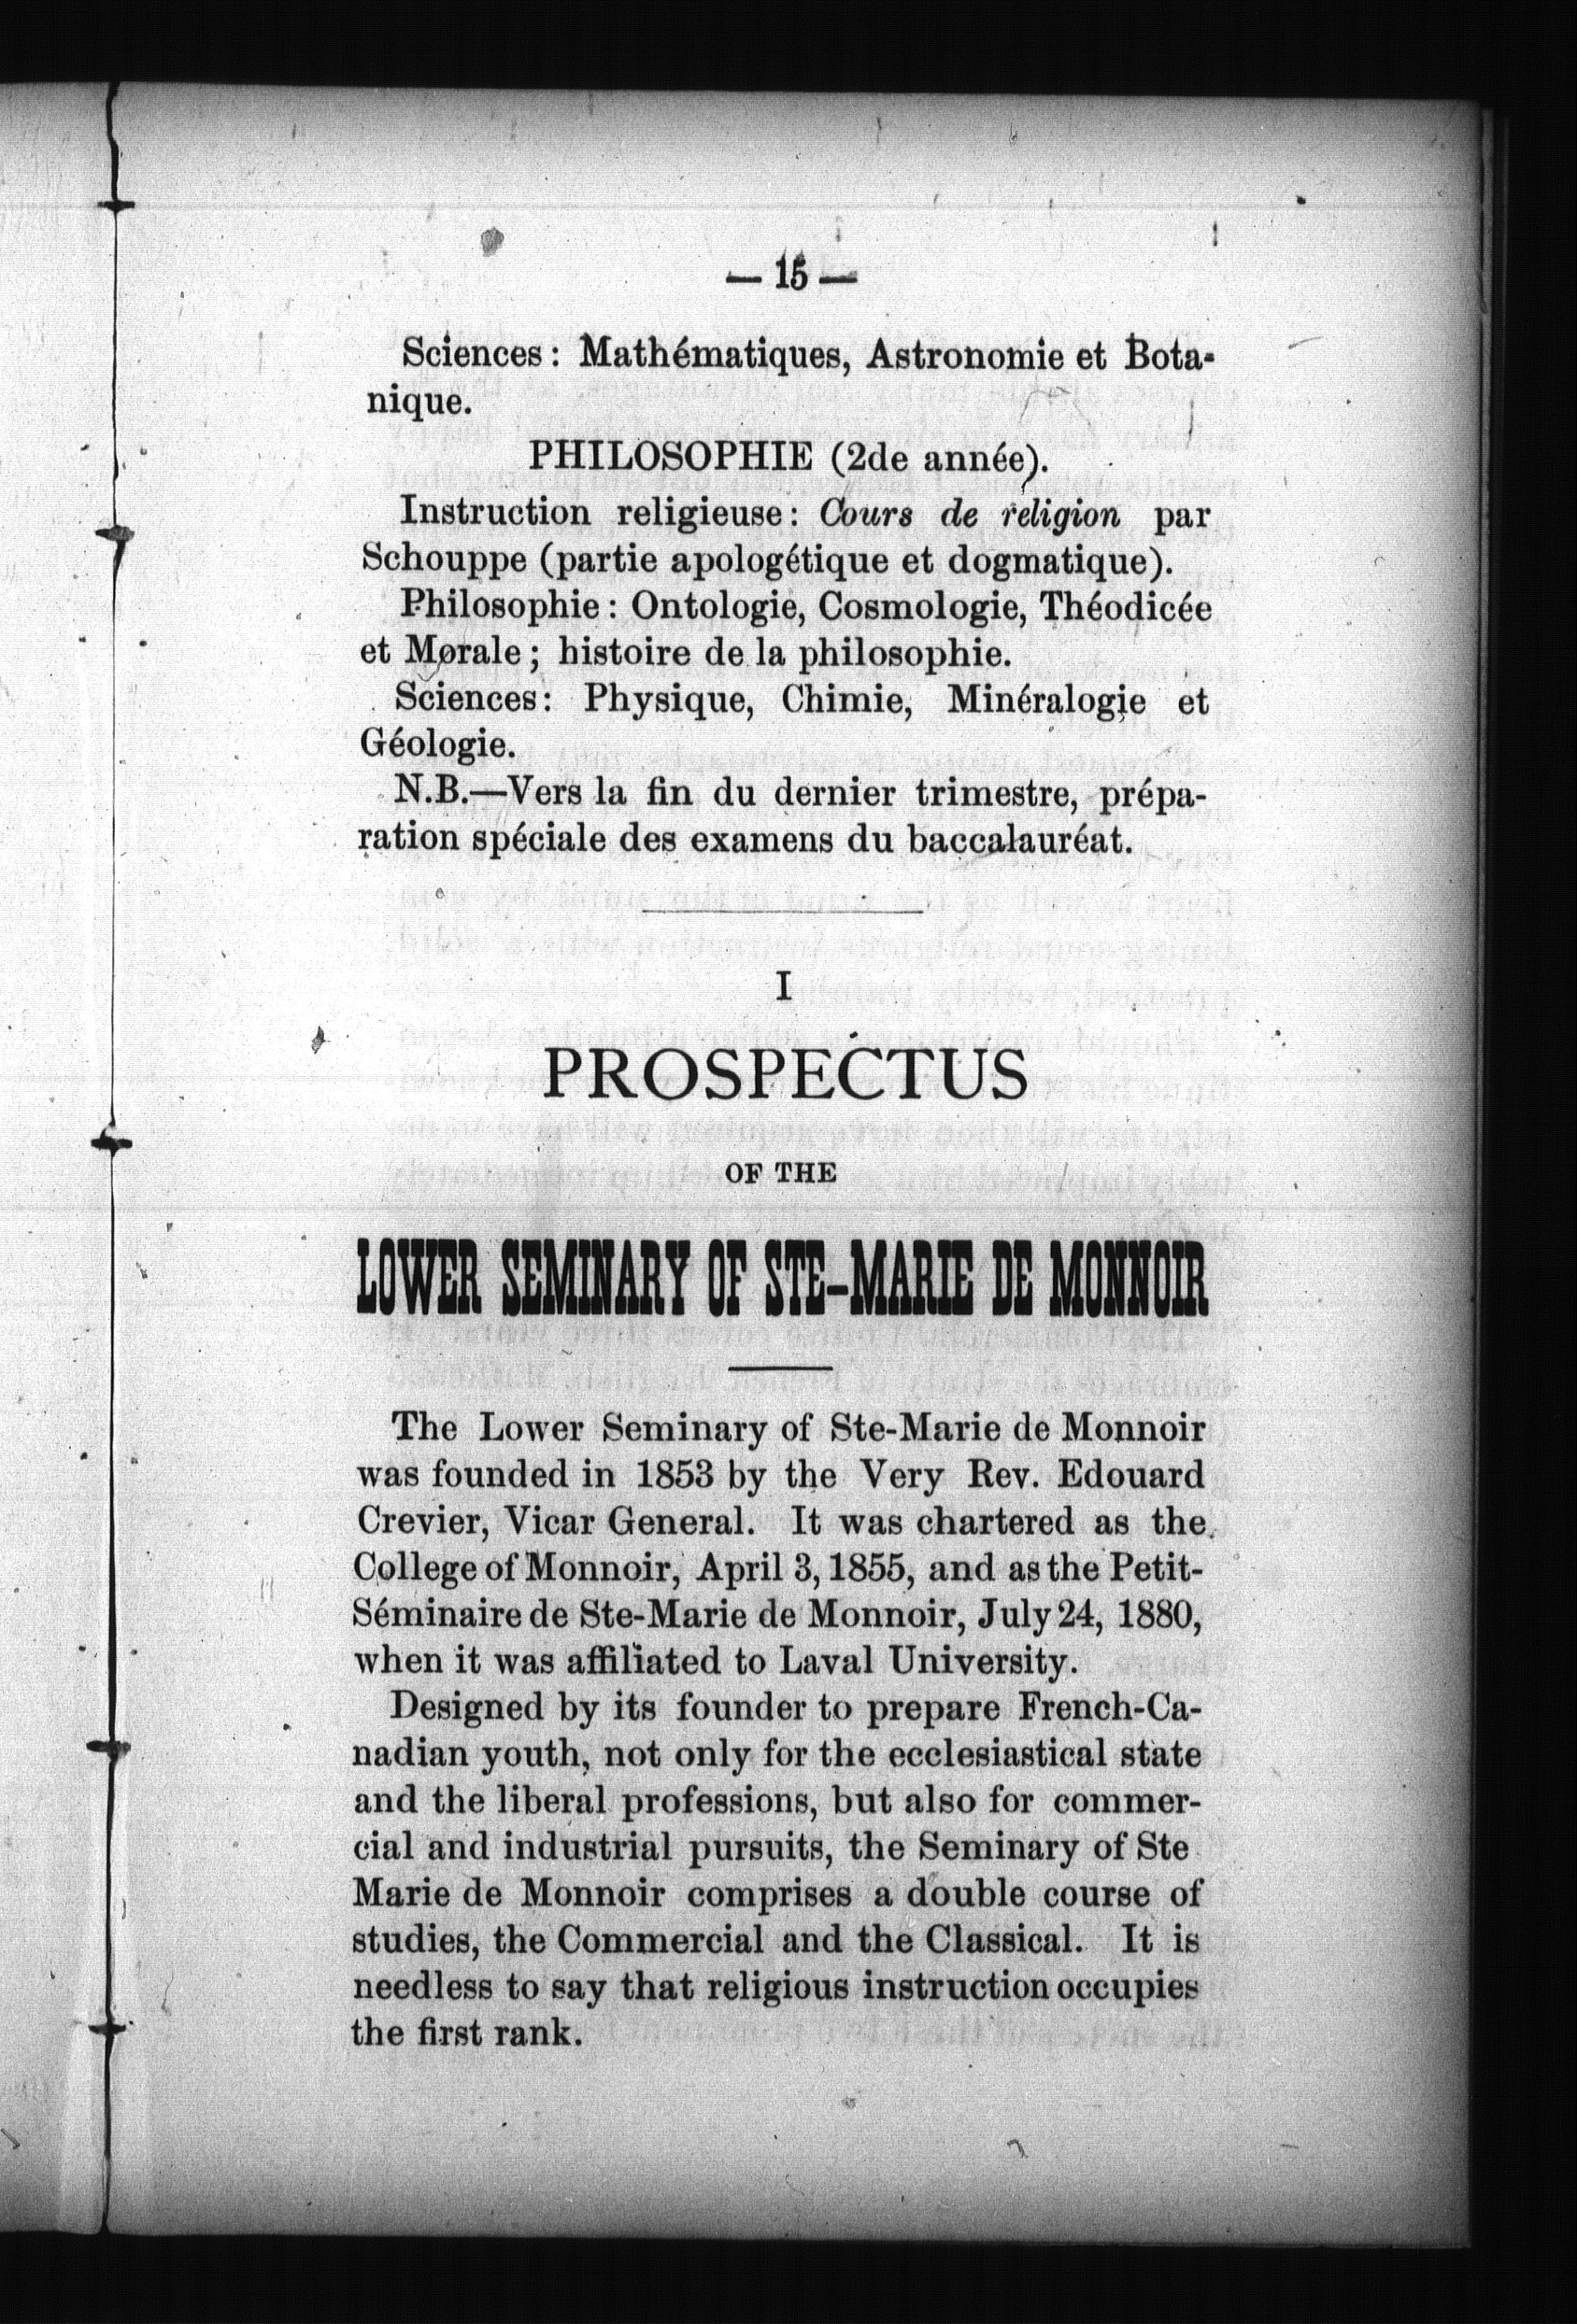 — 15 —
Sciences : Mathématiques, Astronomie et Bota-
nique.
PHILOSOPHIE (2de année).
Instruction religieuse : Cours de religion par
Schouppe (partie apologétique et dogmatique).
Philosophie : Ontologie, Cosmologie, Théodicée
et Morale ; histoire de la philosophie.
Sciences : Physique, Chimie, Minéralogie et
Géologie.
N.B.—Vers la fin du dernier trimestre, prépa-
ration spéciale des examens du baccalauréat.
I
PROSPECTUS
OF THE
LOWER SEMINARY OF STE-MARIE DE MONNOIR
The Lower Seminary of Ste-Marie de Monnoir
was founded in 1853 by the Very Rev. Edouard
Crevier, Vicar General. It was chartered as the
College of Monnoir, April 3, 1855, and as the Petit-
Séminaire de Ste-Marie de Monnoir, July 24, 1880,
when it was affiliated to Laval University.
Designed by its founder to prepare French-Ca-
nadian youth, not only for the ecclesiastical state
and the liberal professions, but also for commer-
cial and industrial pursuits, the Seminary of Ste
Marie de Monnoir comprises a double course of
studies, the Commercial and the Classical. It is
needless to say that religious instruction occupies
the first rank.